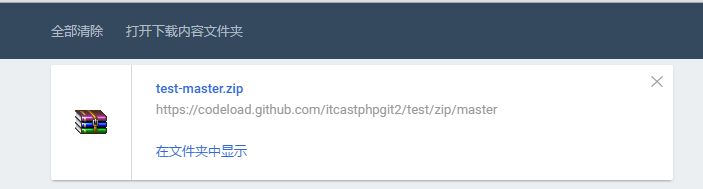 全部清除 打开下载内容文件夹
test-master.zip
https://codeload.github.com/itcastphpgit2/test/zip/master
在文件夹中显示